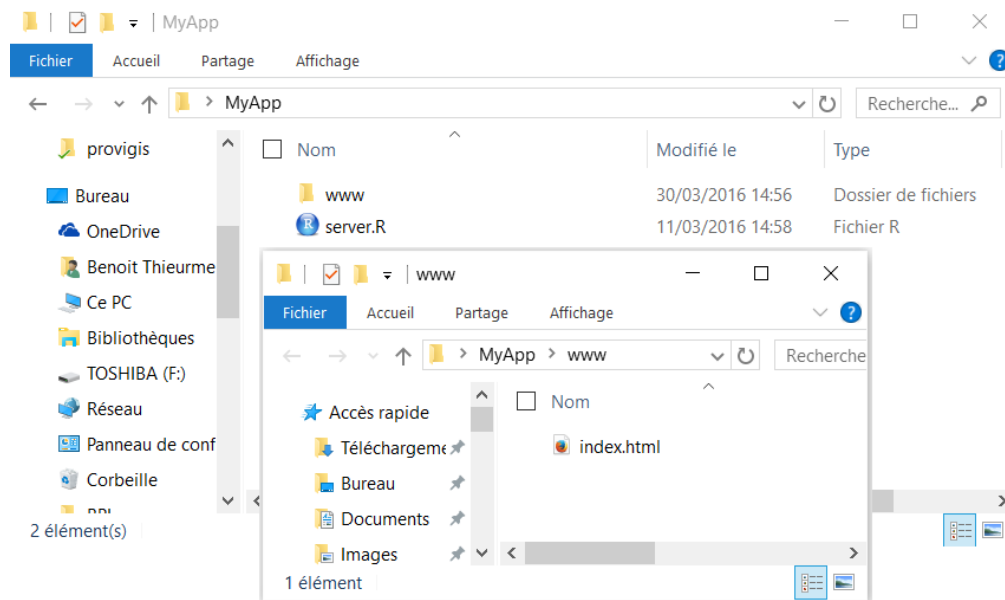 MyApp
Fichier Accueil Partage Affichage
MyApp Recherche...
provigis
Bureau
OneDrive
Benoit Thieurme
Ce PC
Bibliothèques
TOSHIBA (F:)
Réseau
Panneau de conf
Corbeille
Nom Modifié le Type
www 30/03/2016 14:56 Dossier de fichiers
server.R 11/03/2016 14:58 Fichier R
2 élément(s)
www
Fichier Accueil Partage Affichage
MyApp www Recherche
Accès rapide
Téléchargeme
Bureau
Documents
Images
Nom
index.html
1 élément